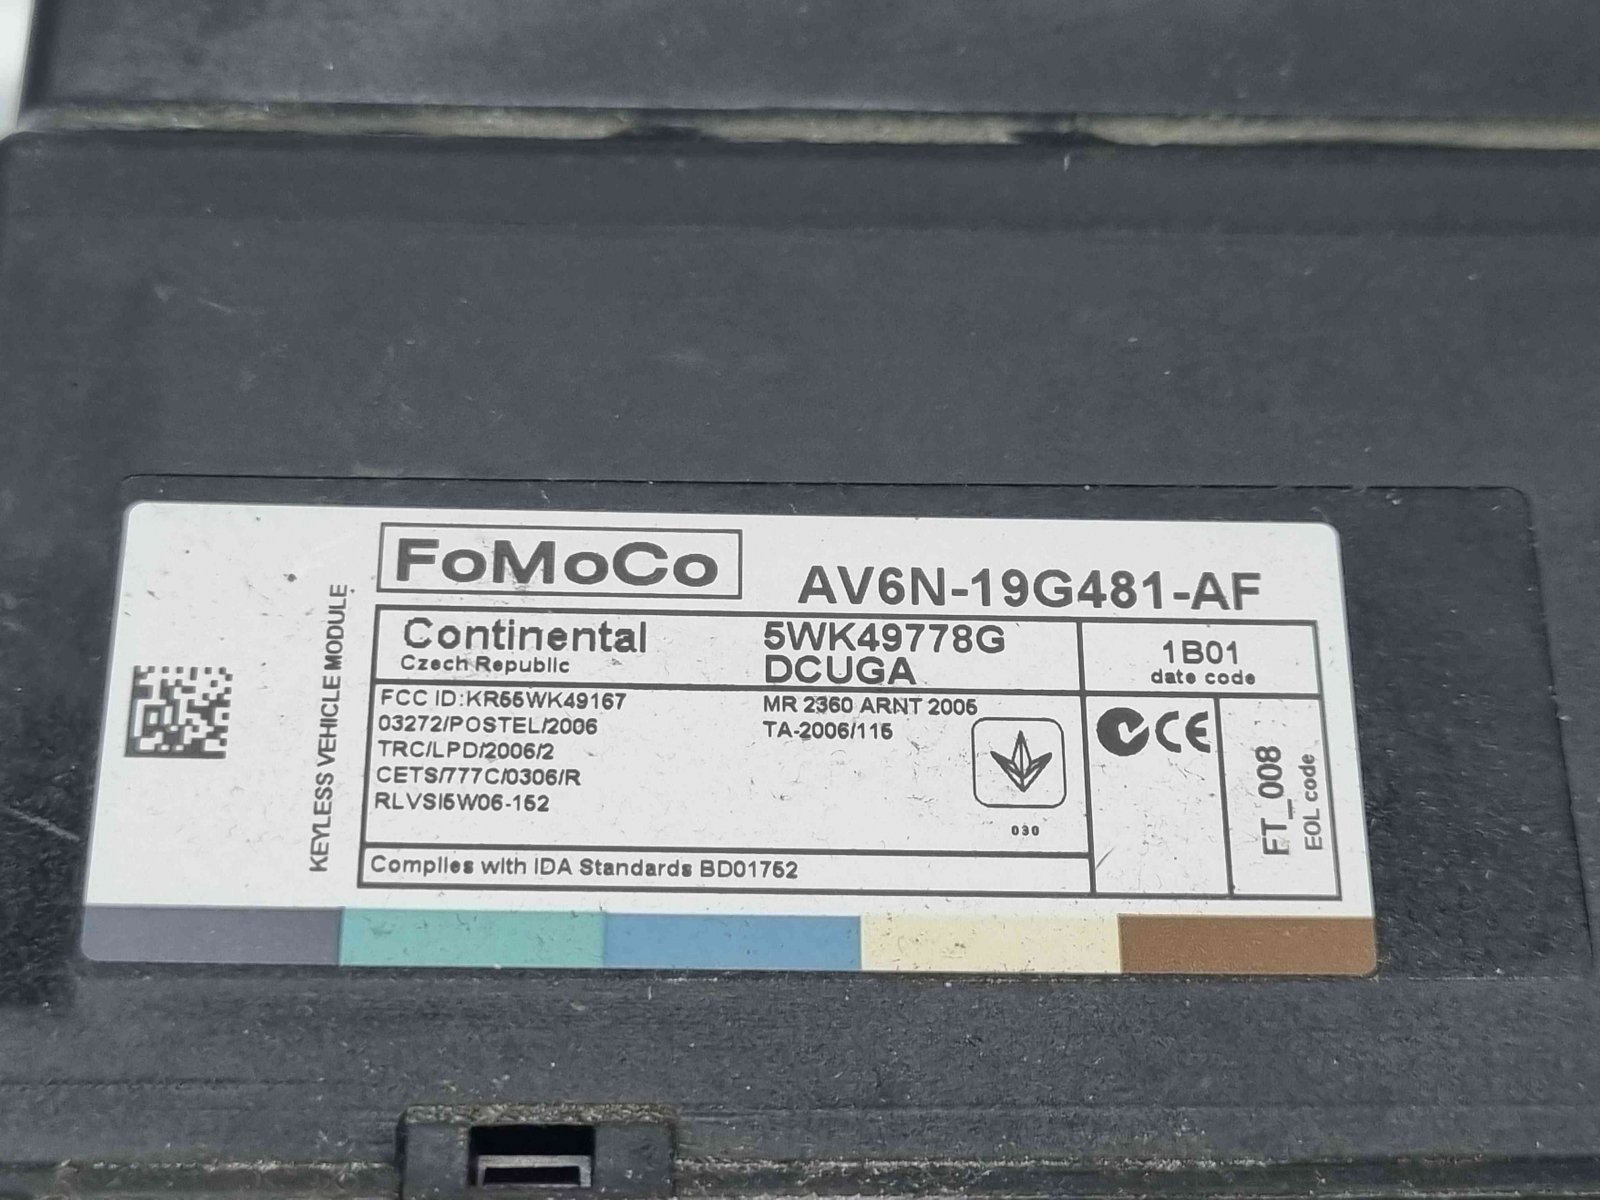 FoMoCo
AV6N-19G481-AF
KEYLESS VEHICLE MODULE
Continental
Czech Republic
5WK49778G
DCUGA
1B01
date code
FCC ID:KR55WK49167
03272/POSTEL/2006
TRC/LPD/2006/2
CETS/777C/0306/R
RLVSI5W06-152
MR 2360 ARNT 2005
TA-2006/115
030
CE
FT_008
EOL code
Complies with IDA Standards BD01752